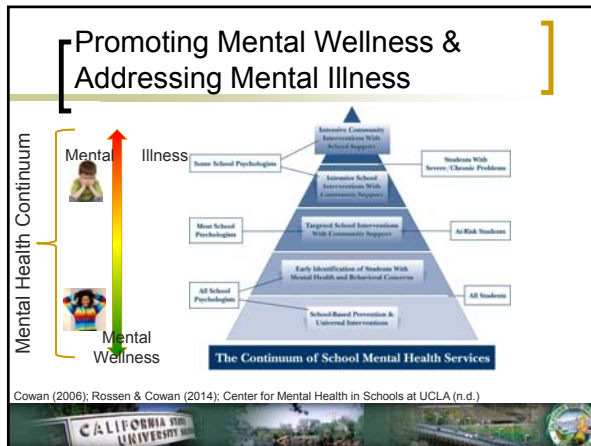 Promoting Mental Wellness &
Addressing Mental Illness
Mental Health Continuum
Mental Illness
Mental
Wellness
Intensive Community
Interventions With
School Support
Some School Psychologists
Students With
Severe/Chronic Problems
Intensive School
Interventions With
Community Support
Most School
Psychologists
Targeted School Interventions
With Community Support
At-Risk Students
Early Identification of Students With
Mental Health and Behavioral Concerns
All School
Psychologists
All Students
School-Based Prevention &
Universal Interventions
The Continuum of School Mental Health Services
Cowan (2006); Rossen & Cowan (2014); Center for Mental Health in Schools at UCLA (n.d.)
CALIFORNIA STATE
UNIVERSITY